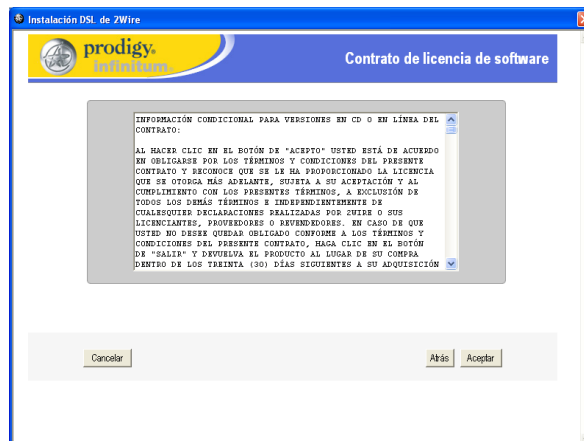 Instalación DSL de 2Wire
prodigy.
infinitum.
Contrato de licencia de software
INFORMACIÓN CONDICIONAL PARA VERSIONES EN CD O EN LÍNEA DEL
CONTRATO:
AL HACER CLIC EN EL BOTÓN DE "ACEPTO" USTED ESTÁ DE ACUERDO
EN OBLIGARSE POR LOS TÉRMINOS Y CONDICIONES DEL PRESENTE
CONTRATO Y RECONOCE QUE SE LE HA PROPORCIONADO LA LICENCIA
QUE SE OTORGA MÁS ADELANTE, SUJETA A SU ACEPTACIÓN Y AL
CUMPLIMIENTO CON LOS PRESENTES TÉRMINOS, A EXCLUSIÓN DE
TODOS LOS DEMÁS TÉRMINOS E INDEPENDIENTEMENTE DE
CUALESQUIER DECLARACIONES REALIZADAS POR 2WIRE O SUS
LICENCIANTES, PROVEEDORES O REVENDEDORES. EN CASO DE QUE
USTED NO DESEE QUEDAR OBLIGADO CONFORME A LOS TÉRMINOS Y
CONDICIONES DEL PRESENTE CONTRATO, HAGA CLIC EN EL BOTÓN
DE "SALIR" Y DEVUELVA EL PRODUCTO AL LUGAR DE SU COMPRA
DENTRO DE LOS TREINTA (30) DÍAS SIGUIENTES A SU ADQUISICIÓN
Cancelar
Atrás
Aceptar